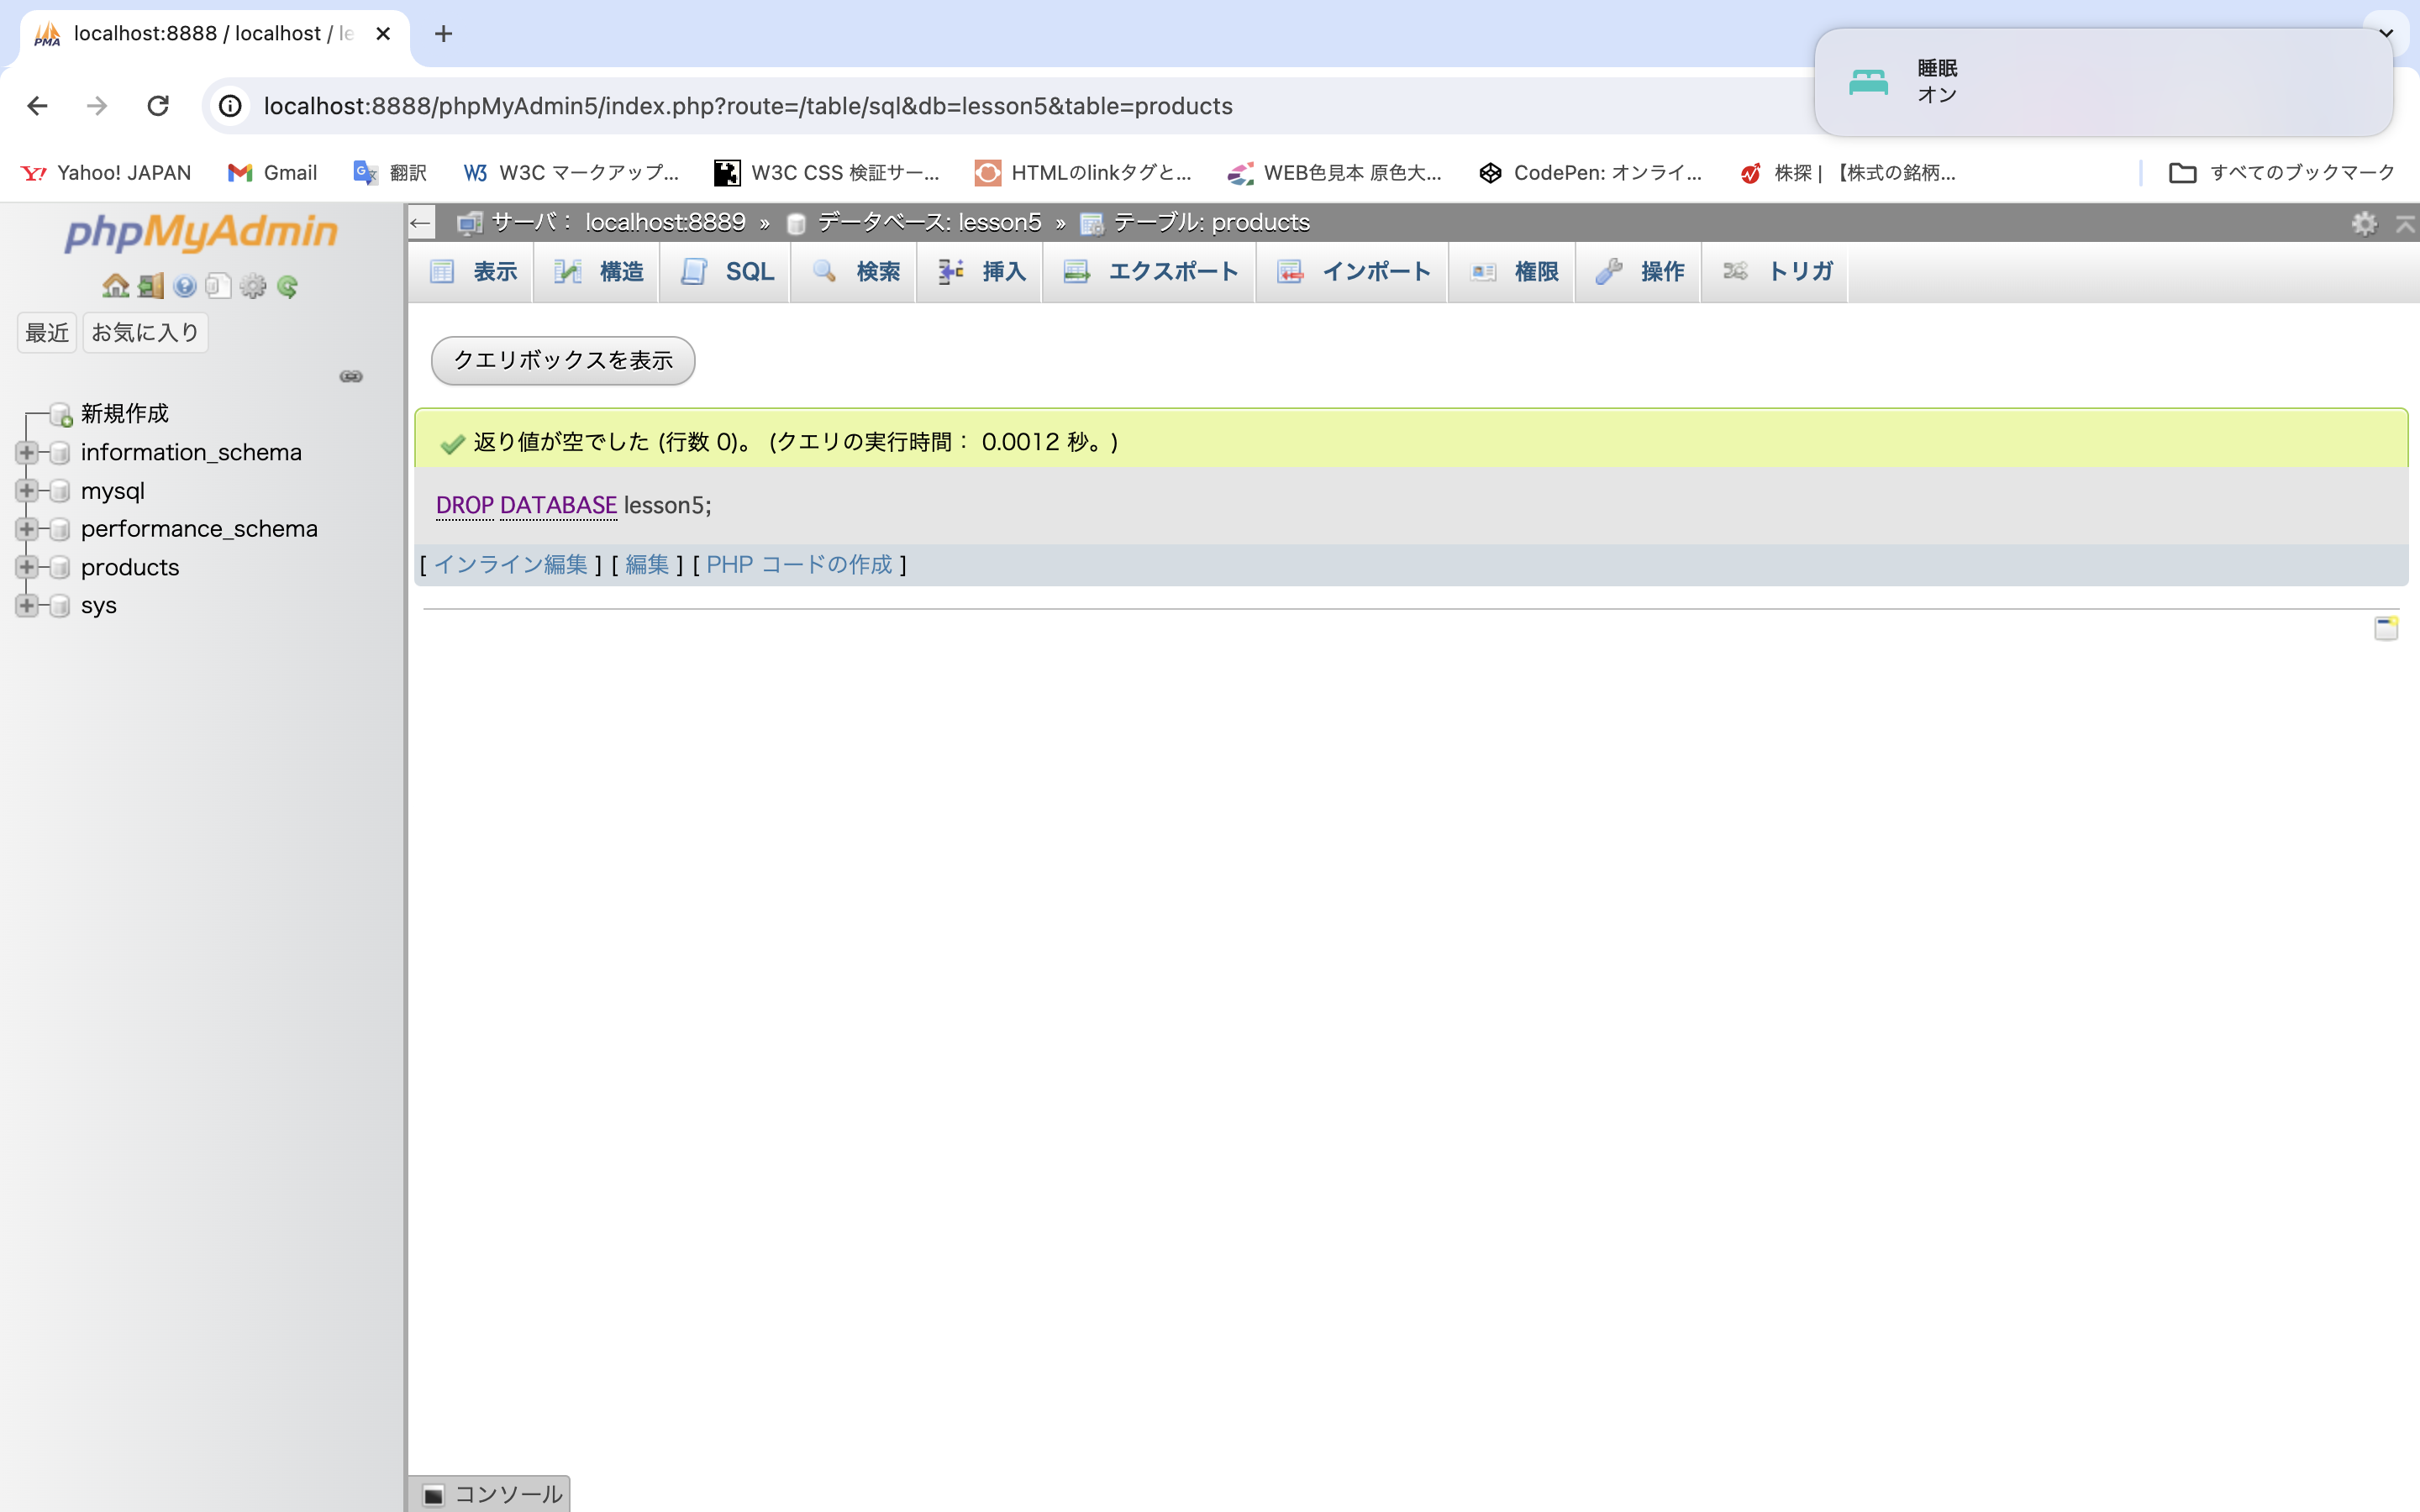 localhost:8888 / localhost / le
睡眠
オン
localhost:8888/phpMyAdmin5/index.php?route=/table/sql&db=lesson5&table=products
Yahoo! JAPAN Gmail 翻訳 W3C マークアップ... W3C CSS 検証サー... HTMLのlinkタグと... WEB色見本 原色大... CodePen: オンライ... 株探 | 【株式の銘柄... すべてのブックマーク
phpMyAdmin
最近 お気に入り
新規作成
information_schema
mysql
performance_schema
products
sys
サーバ: localhost:8889 » データベース: lesson5 » テーブル: products
表示 構造 SQL 検索 挿入 エクスポート インポート 権限 操作 トリガ
クエリボックスを表示
返り値が空でした (行数 0)。 (クエリの実行時間: 0.0012 秒。)
DROP DATABASE lesson5;
[ インライン編集 ] [ 編集 ] [ PHP コードの作成 ]
コンソール